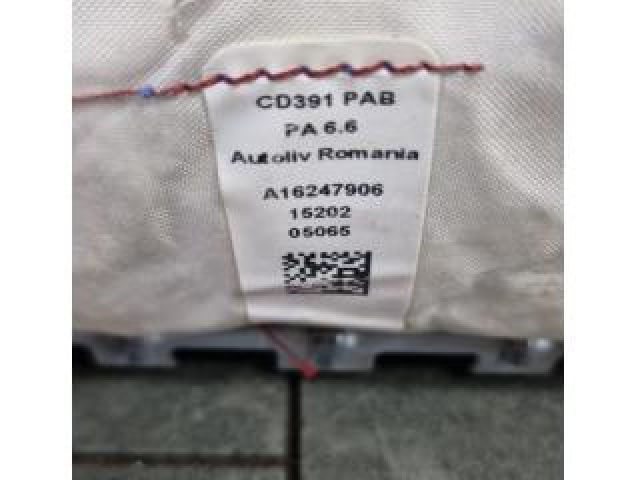 CD391 PAB
PA 6.6
Autoliv Romania
A16247906
15202
05065